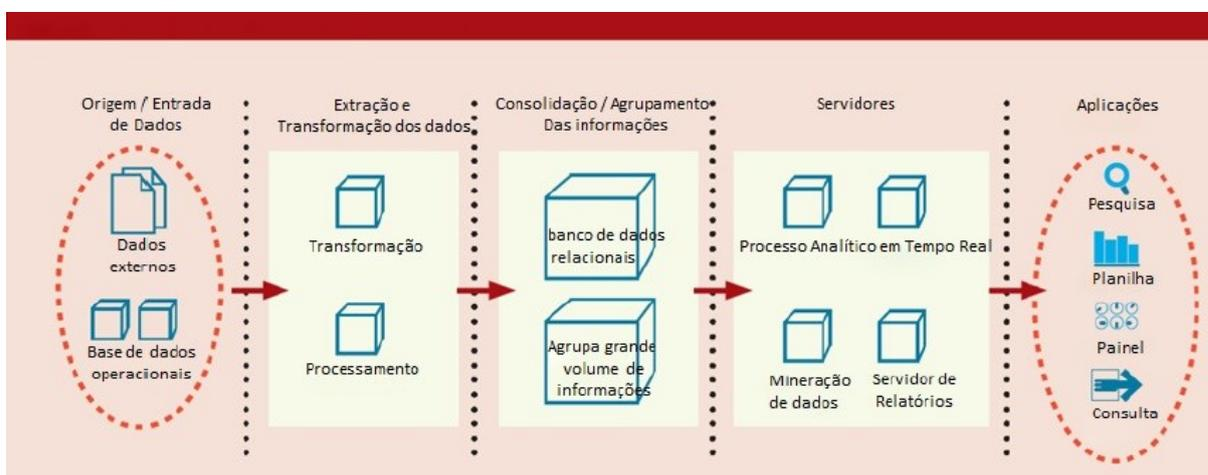 Origem / Entrada
de Dados
Extração e
Transformação dos dados
Consolidação / Agrupamento
Das informações
Servidores
Aplicações
Dados
externos
Base de dados
operacionais
Transformação
Processamento
banco de dados
relacionais
Agrupa grande
volume de
informações
Processo Analítico em Tempo Real
Mineração
de dados
Servidor de
Relatórios
Pesquisa
Planilha
Painel
Consulta